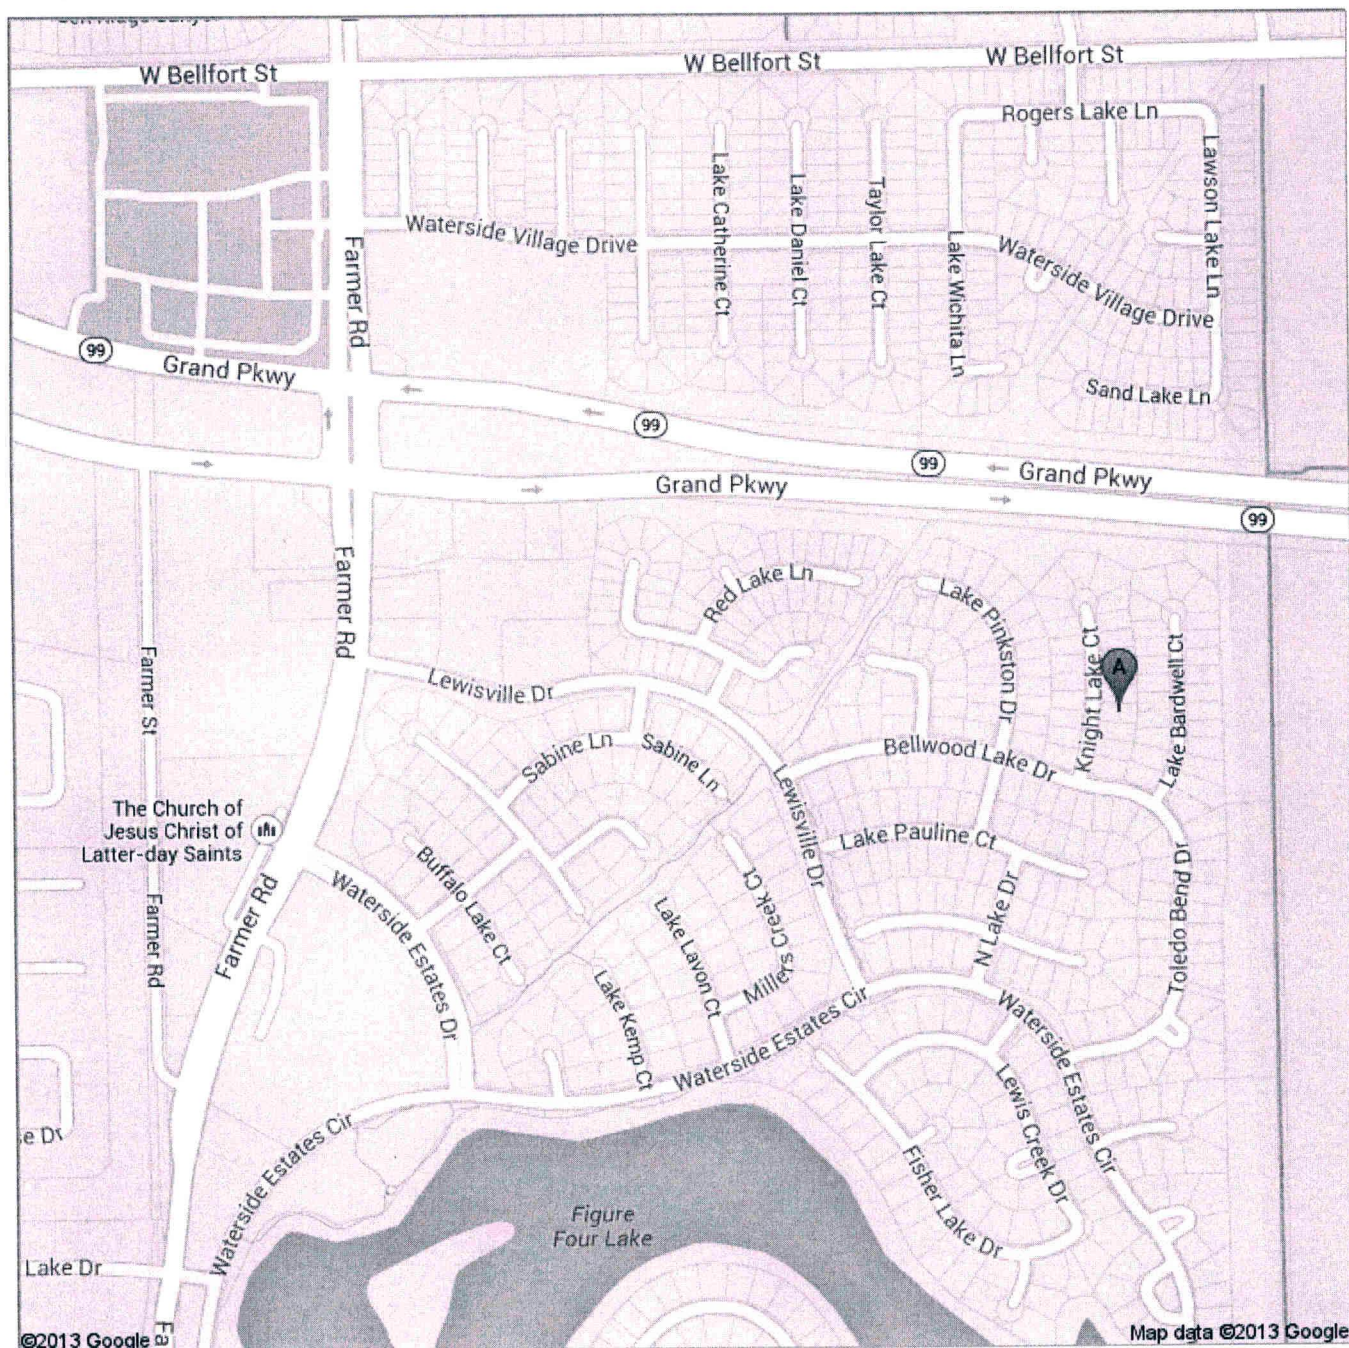 W Bellfort St
W Bellfort St
W Bellfort St
Rogers Lake Ln
Lake Catherine Ct
Lake Daniel Ct
Taylor Lake Ct
Lawson Lake Ln
Waterside Village Drive
Farmer Rd
Lake Wichita Ln
Waterside Village Drive
99
Grand Pkwy
Sand Lake Ln
99
99
Grand Pkwy
Grand Pkwy
99
Farmer Rd
Red Lake Ln
Lake Pinkston Dr
Knight Lake Ct
A
Lake Bardwell Ct
Farmer St
Lewisville Dr
Sabine Ln
Sabine Ln
Bellwood Lake Dr
Lewisville Dr
The Church of
Jesus Christ of
Latter-day Saints
Lake Pauline Ct
Buffalo Lake Ct
Waterside Estates Dr
Farmer Rd
Farmer Rd
Millers Creek Ct
Lake Lavon Ct
N Lake Dr
Toledo Bend Dr
Lake Kemp Ct
Waterside Estates Cir
Waterside Estates Cir
Lewis Creek Dr
Waterside Estates Cir
Fisher Lake Dr
Figure
Four Lake
e Dr
Lake Dr
Fa
©2013 Google
Map data ©2013 Google